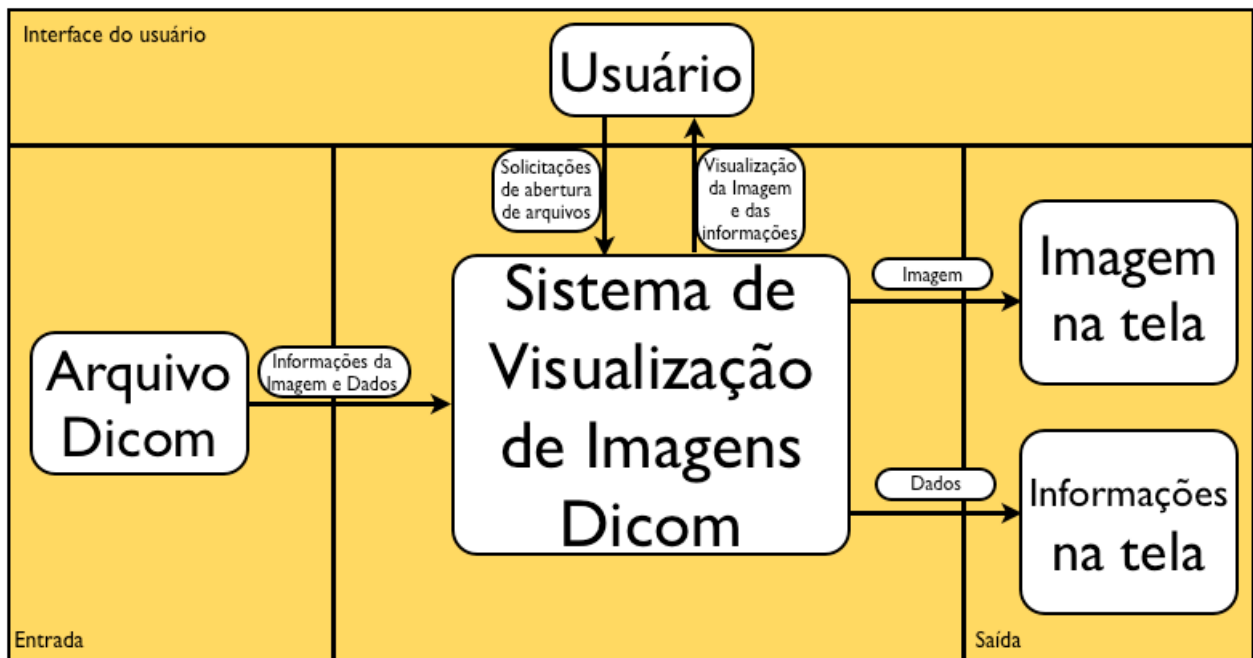 Interface do usuário
Usuário
Solicitações
de abertura
de arquivos
Visualização
da Imagem
e das
informações
Arquivo
Dicom
Informações da
Imagem e Dados
Sistema de
Visualização
de Imagens
Dicom
Imagem
Dados
Imagem
na tela
Informações
na tela
Entrada
Saída